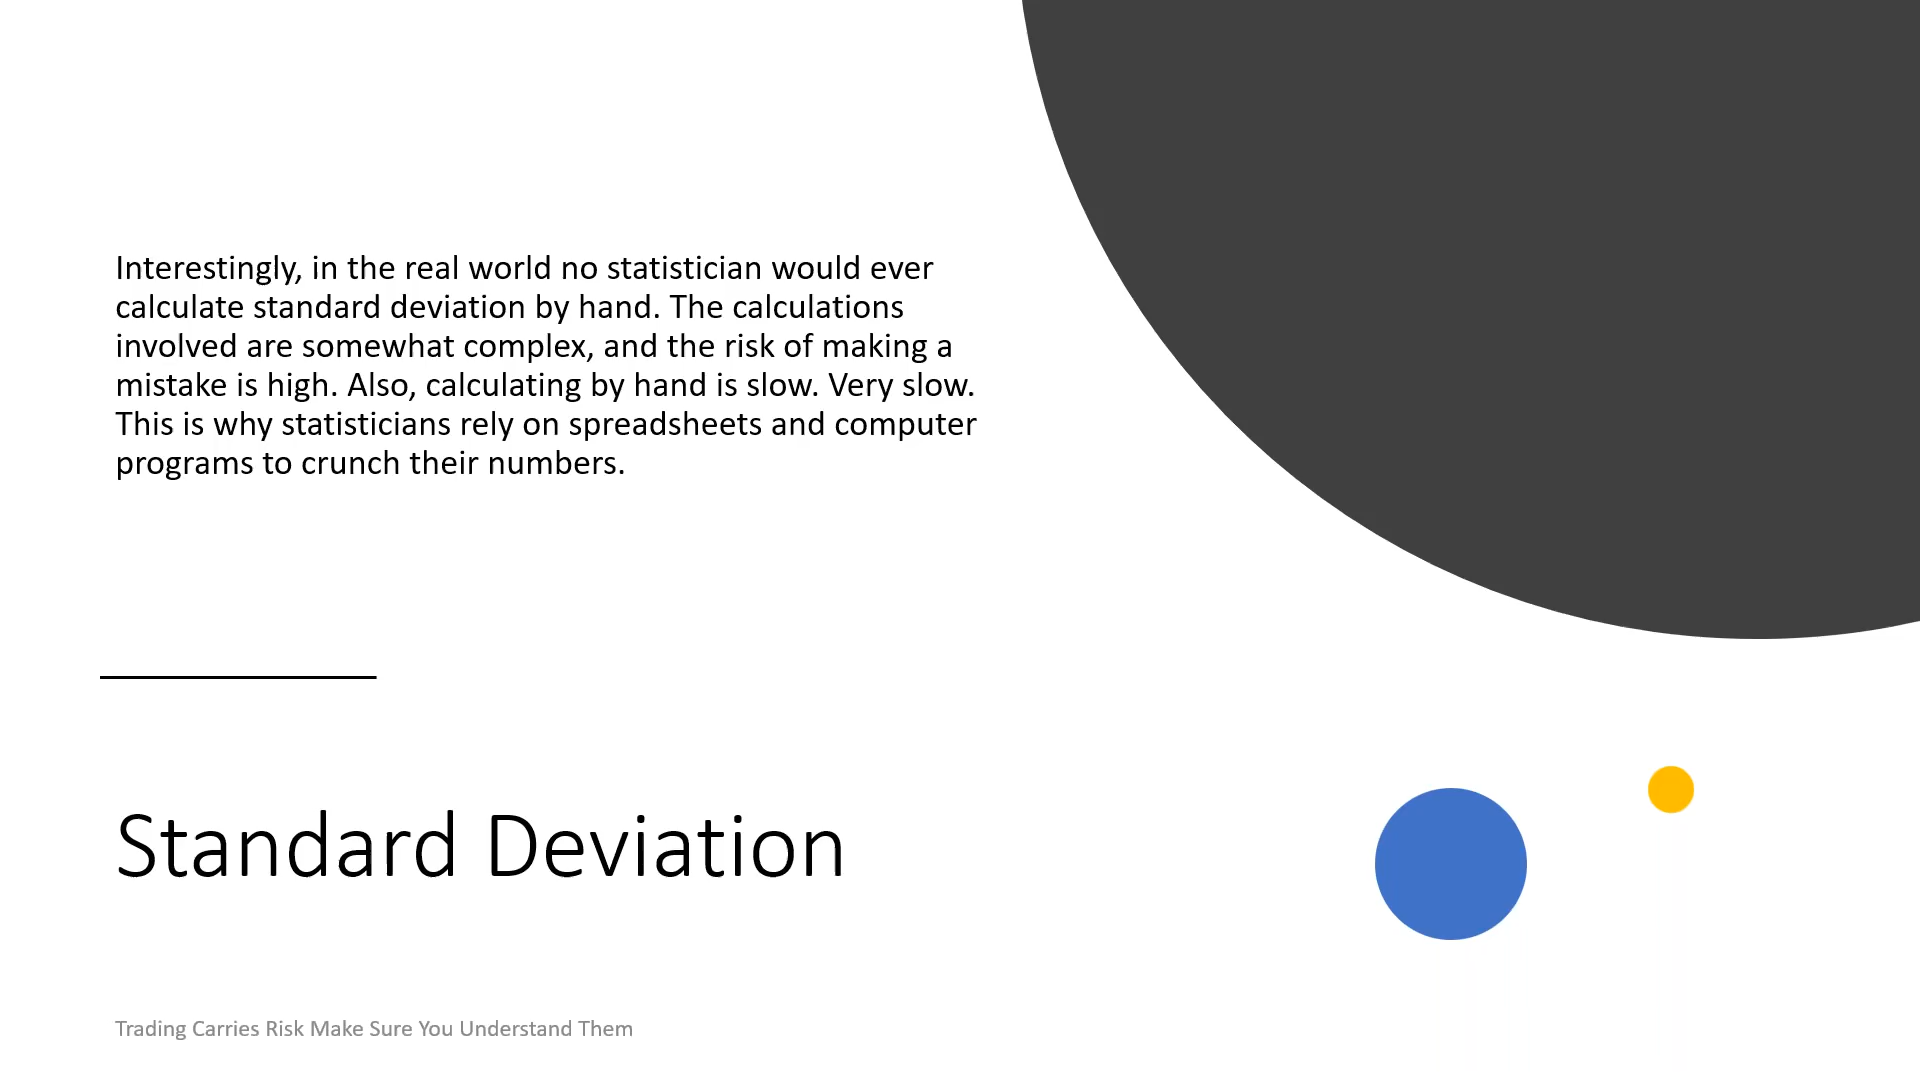 Interestingly, in the real world no statistician would ever
calculate standard deviation by hand. The calculations
involved are somewhat complex, and the risk of making a
mistake is high. Also, calculating by hand is slow. Very slow.
This is why statisticians rely on spreadsheets and computer
programs to crunch their numbers.
Standard Deviation
Trading Carries Risk Make Sure You Understand Them